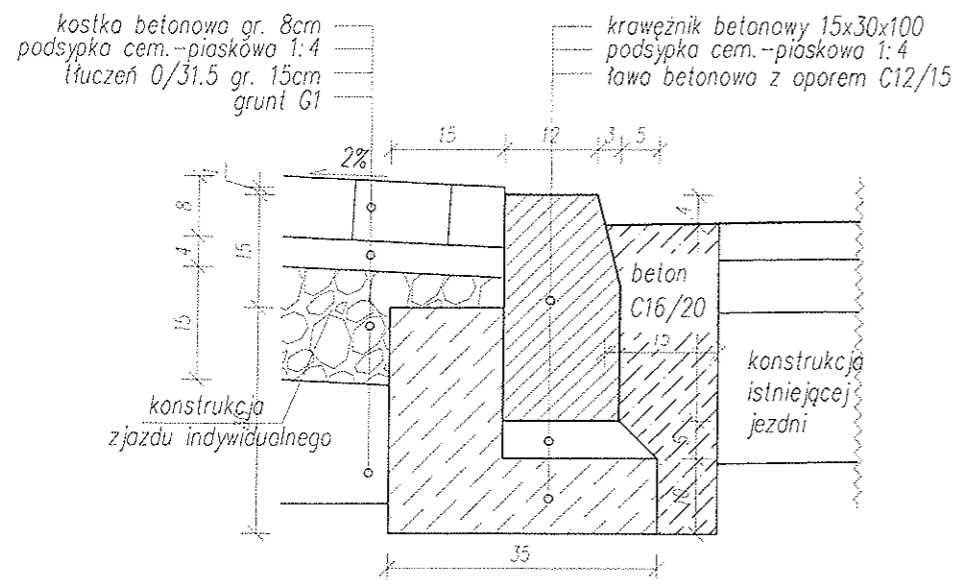 kostka betonowa gr. 8cm
podsypka cem.-piaskowa 1:4
tłuczeń 0/31.5 gr. 15cm
grunt G1
krawężnik betonowy 15x30x100
podsypka cem.-piaskowa 1:4
ława betonowa z oporem C12/15
15
12
3
5
2%
8
4
15
15
4
beton
C16/20
15
konstrukcja
istniejącej
jezdni
konstrukcja
zjazdu indywidualnego
35